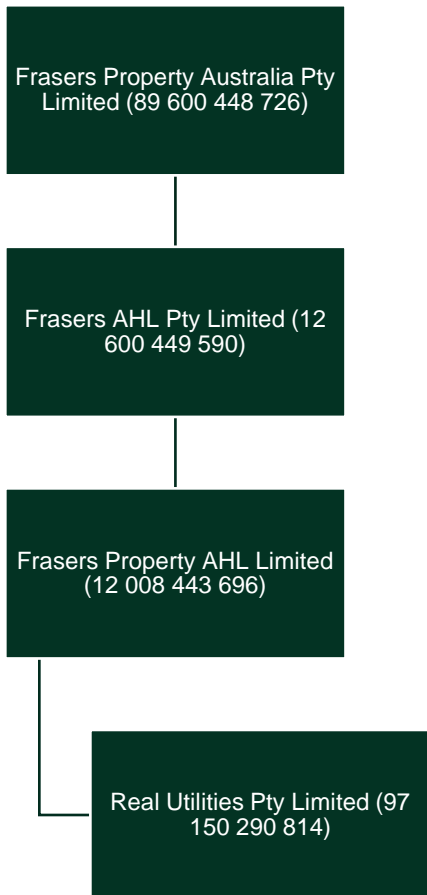 Frasers Property Australia Pty
Limited (89 600 448 726)
Frasers AHL Pty Limited (12
600 449 590)
Frasers Property AHL Limited
(12 008 443 696)
Real Utilities Pty Limited (97
150 290 814)